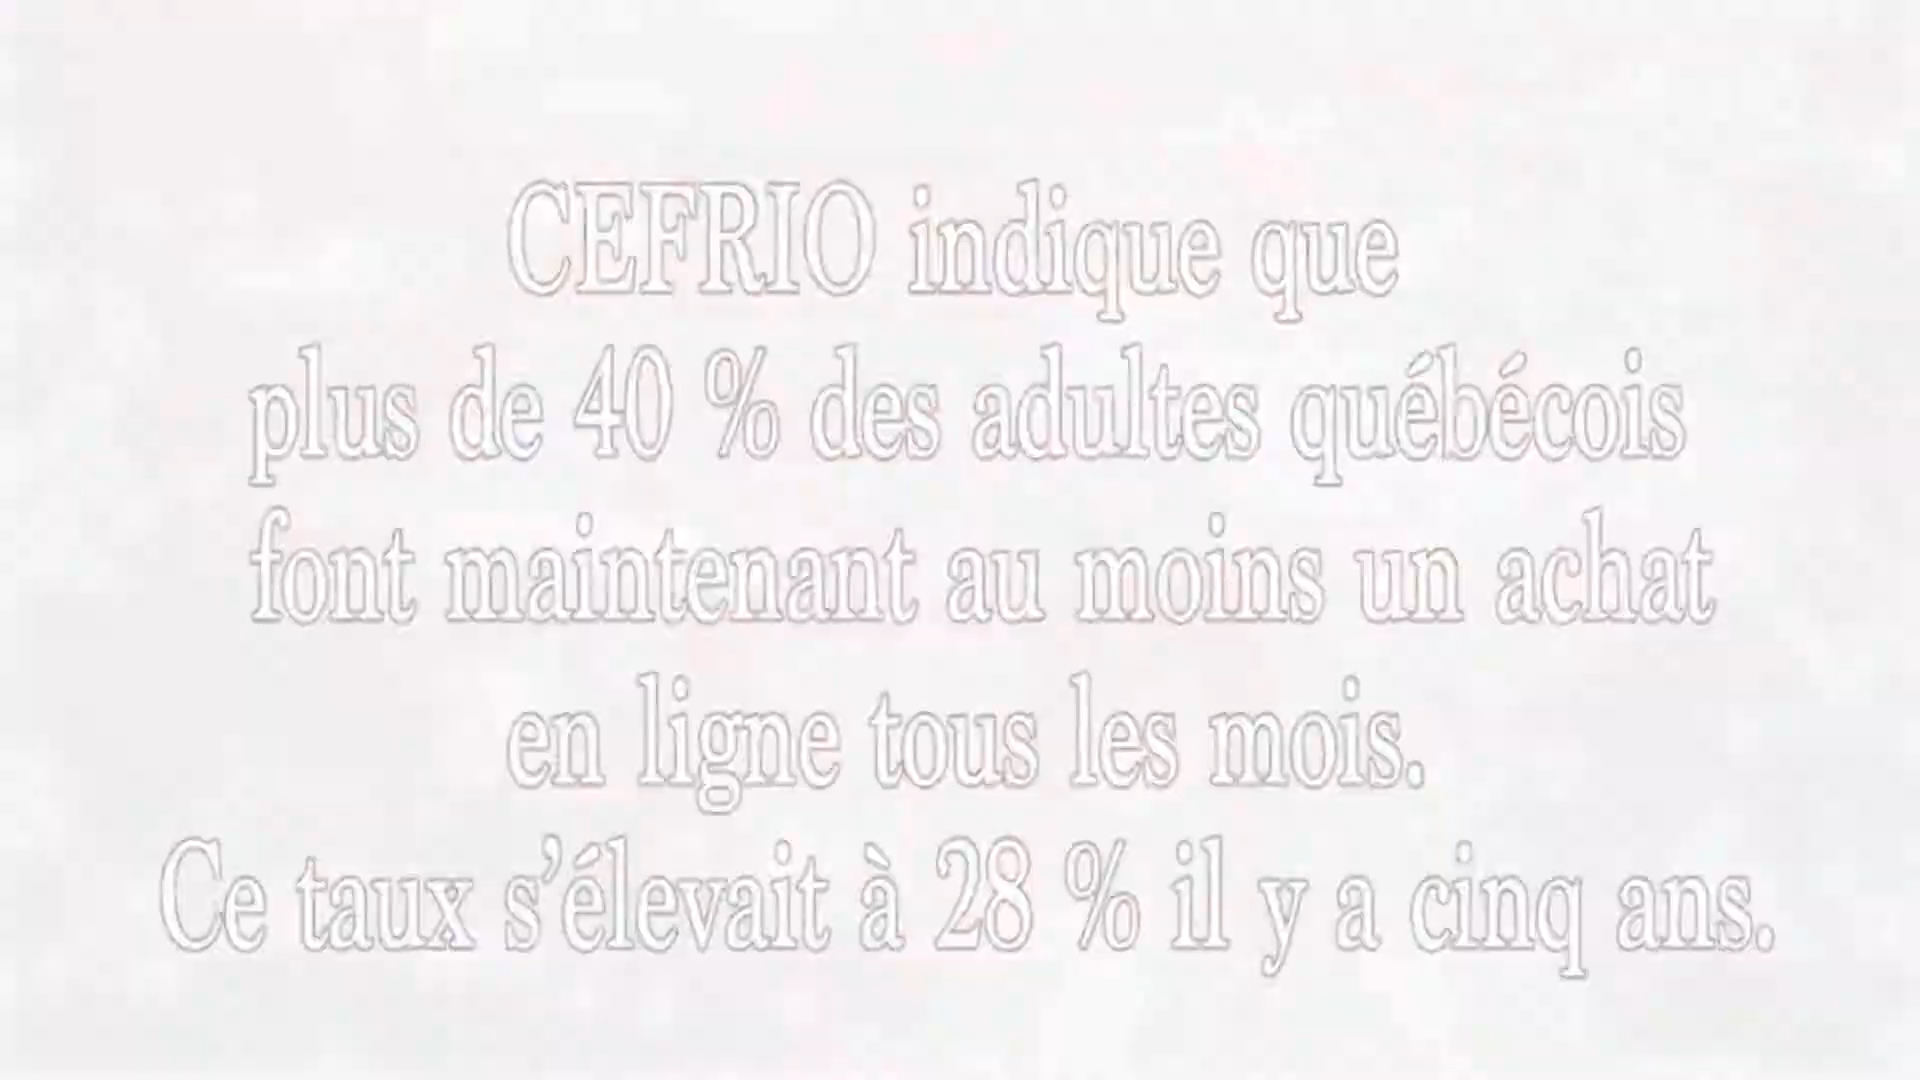 CEFRIO indique que
plus de 40 % des adultes québécois
font maintenant au moins un achat
en ligne tous les mois.
Ce taux s’élevait à 28 % il y a cinq ans.